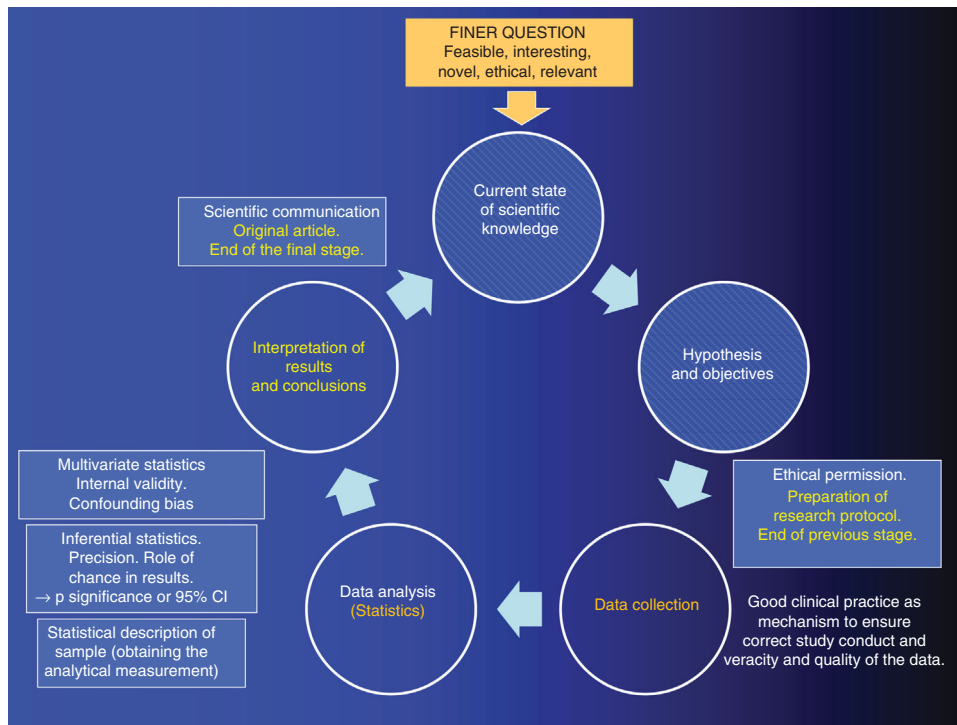 FINER QUESTION
Feasible, interesting,
novel, ethical, relevant
Current state
of scientific
knowledge
Scientific communication
Original article.
End of the final stage.
Interpretation of
results
and conclusions
Hypothesis
and objectives
Multivariate statistics
Internal validity.
Confounding bias
Ethical permission.
Preparation of
research protocol.
End of previous stage.
Inferential statistics.
Precision. Role of
chance in results.
→ p significance or 95% CI
Data analysis
(Statistics)
Data collection
Good clinical practice as
mechanism to ensure
correct study conduct and
veracity and quality of the data.
Statistical description of
sample (obtaining the
analytical measurement)